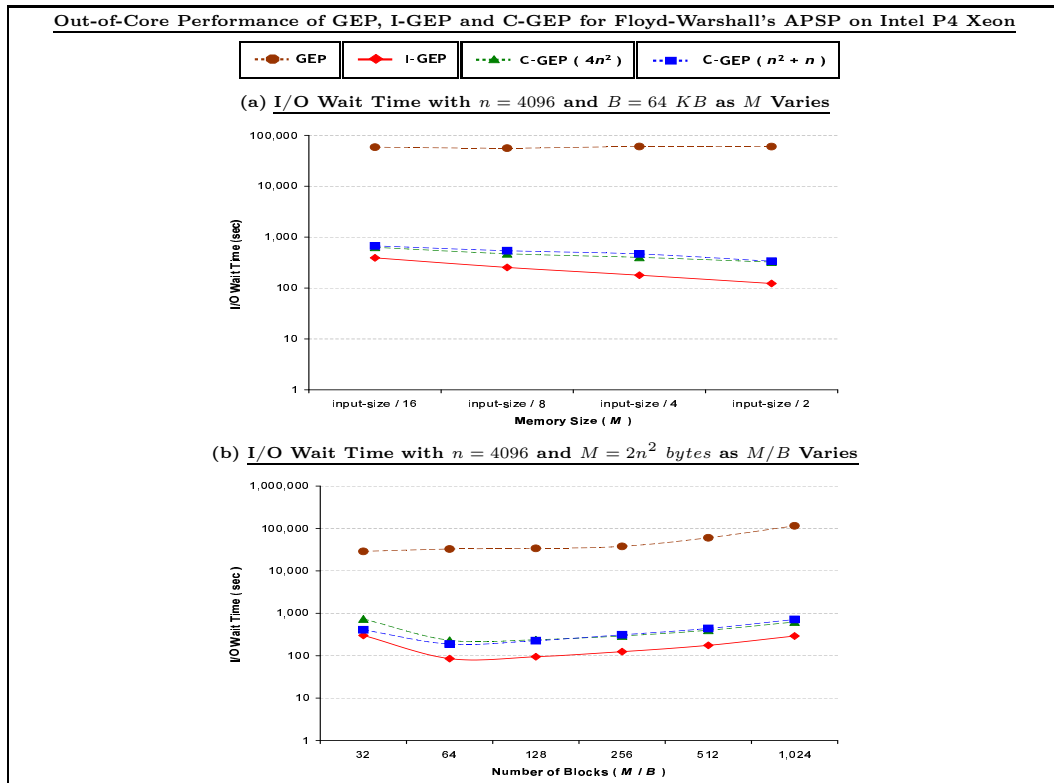 Out-of-Core Performance of GEP, I-GEP and C-GEP for Floyd-Warshall's APSP on Intel P4 Xeon
GEP
I-GEP
C-GEP ( 4n² )
C-GEP ( n² + n )
(a) I/O Wait Time with n = 4096 and B = 64 KB as M Varies
100,000
10,000
1,000
100
10
1
I/O Wait Time (sec)
input-size / 16
input-size / 8
input-size / 4
input-size / 2
Memory Size ( M )
(b) I/O Wait Time with n = 4096 and M = 2n² bytes as M/B Varies
1,000,000
100,000
10,000
1,000
100
10
1
I/O Wait Time ( sec )
32
64
128
256
512
1,024
Number of Blocks ( M / B )